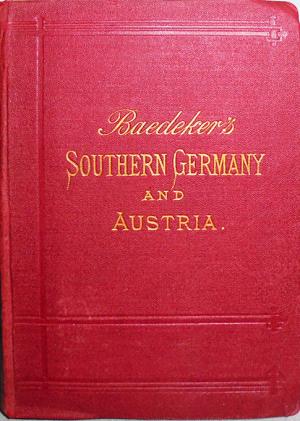 Baedeker's
SOUTHERN GERMANY
AND
AUSTRIA.